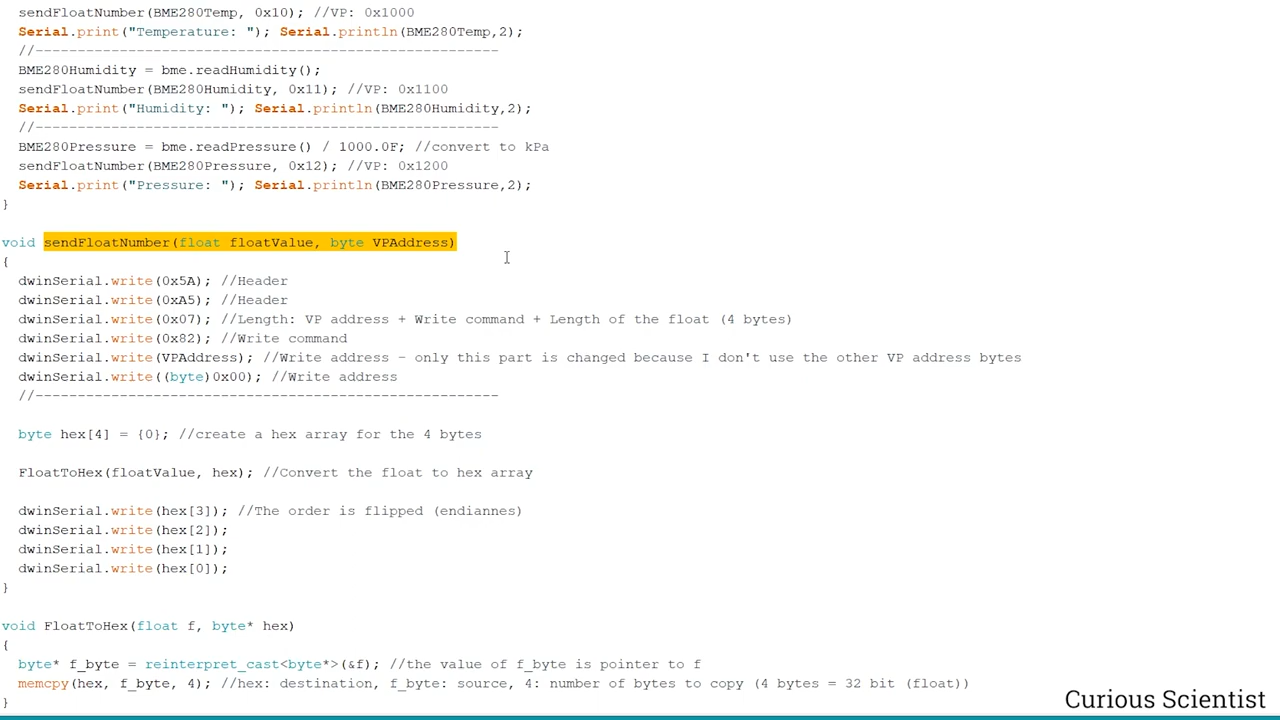 sendFloatNumber(BME280Temp, 0x10); //VP: 0x1000
Serial.print("Temperature: "); Serial.println(BME280Temp,2);
//-------------------------------------------------------
BME280Humidity = bme.readHumidity();
sendFloatNumber(BME280Humidity, 0x11); //VP: 0x1100
Serial.print("Humidity: "); Serial.println(BME280Humidity,2);
//-------------------------------------------------------
BME280Pressure = bme.readPressure() / 1000.0F; //convert to kPa
sendFloatNumber(BME280Pressure, 0x12); //VP: 0x1200
Serial.print("Pressure: "); Serial.println(BME280Pressure,2);
}
void sendFloatNumber(float floatValue, byte VPAddress)
{
dwinSerial.write(0x5A); //Header
dwinSerial.write(0xA5); //Header
dwinSerial.write(0x07); //Length: VP address + Write command + Length of the float (4 bytes)
dwinSerial.write(0x82); //Write command
dwinSerial.write(VPAddress); //Write address - only this part is changed because I don't use the other VP address bytes
dwinSerial.write((byte)0x00); //Write address
//-------------------------------------------------------
byte hex[4] = {0}; //create a hex array for the 4 bytes
FloatToHex(floatValue, hex); //Convert the float to hex array
dwinSerial.write(hex[3]); //The order is flipped (endiannes)
dwinSerial.write(hex[2]);
dwinSerial.write(hex[1]);
dwinSerial.write(hex[0]);
}
void FloatToHex(float f, byte* hex)
{
byte* f_byte = reinterpret_cast<byte*>(&f); //the value of f_byte is pointer to f
memcpy(hex, f_byte, 4); //hex: destination, f_byte: source, 4: number of bytes to copy (4 bytes = 32 bit (float))
}
Curious Scientist